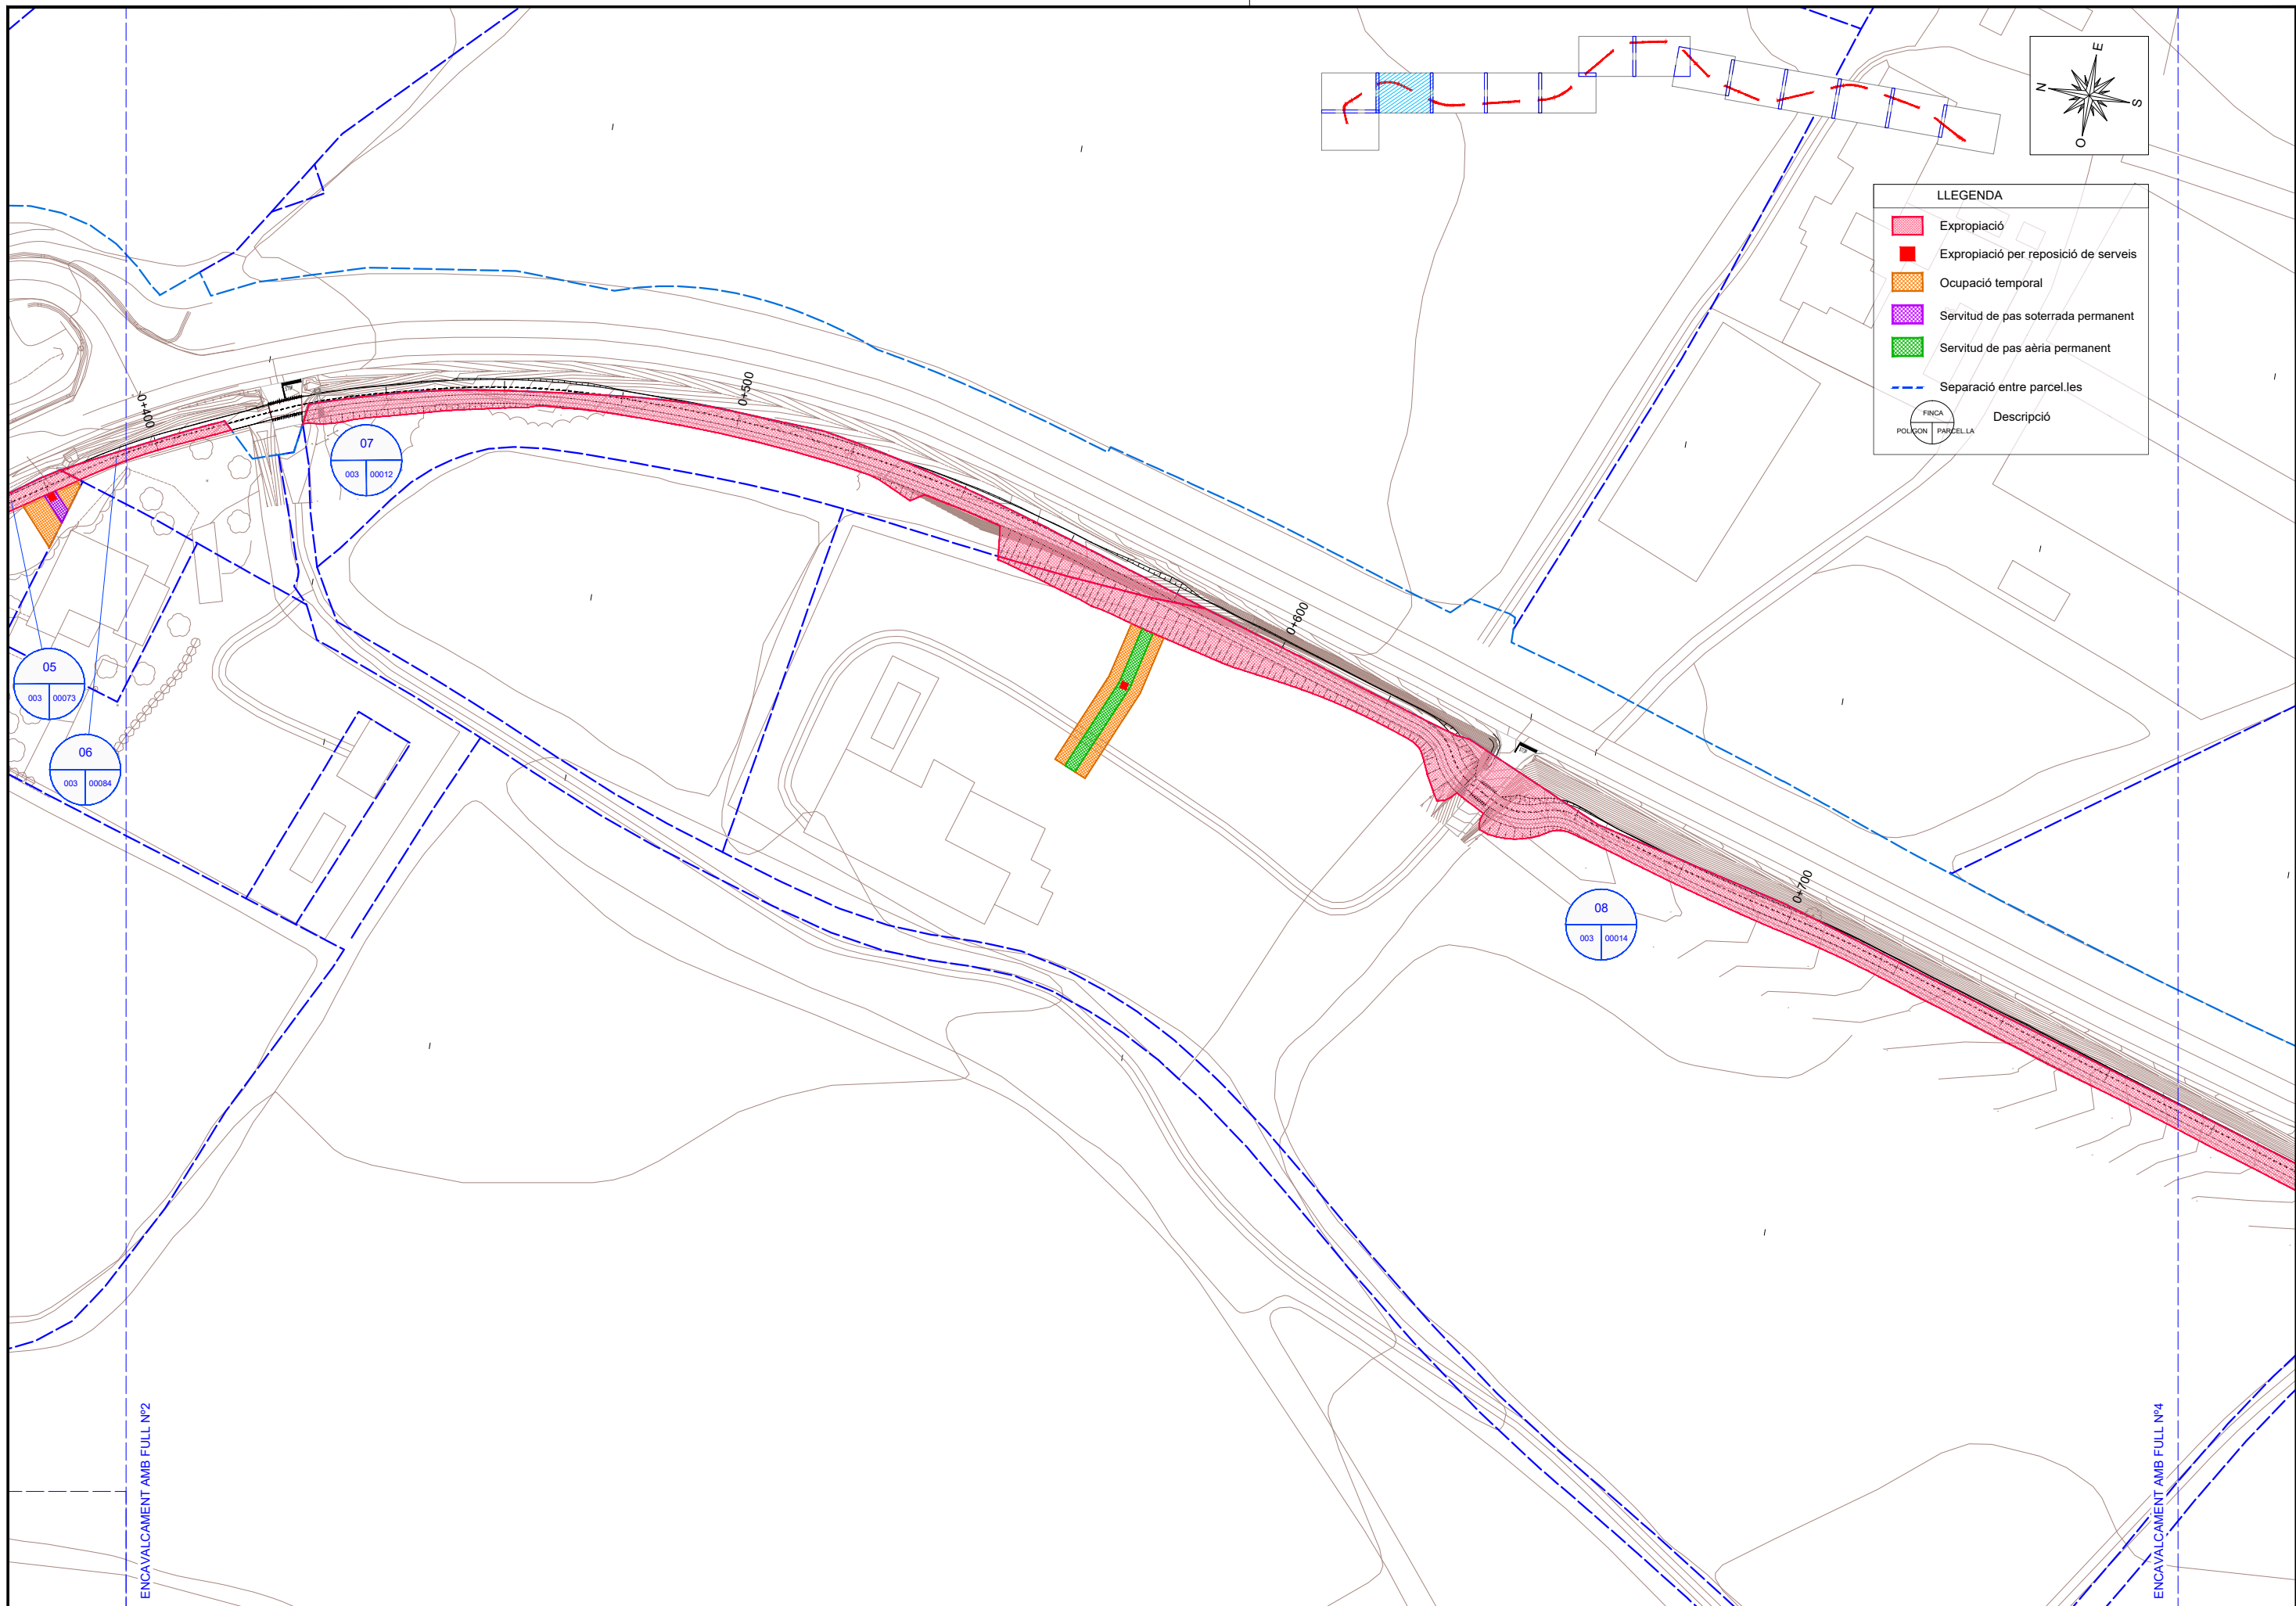 E
N
S
O
LLEGENDA
Expropiació
Expropiació per reposició de serveis
Ocupació temporal
Servitud de pas soterrada permanent
Servitud de pas aèria permanent
Separació entre parcel.les
FINCA
POLÍGON
PARCEL.LA
Descripció
0+400
0+500
0+600
0+700
07
003
00012
05
003
00073
06
003
00084
08
003
00014
ENCAVALCAMENT AMB FULL Nº2
ENCAVALCAMENT AMB FULL Nº4